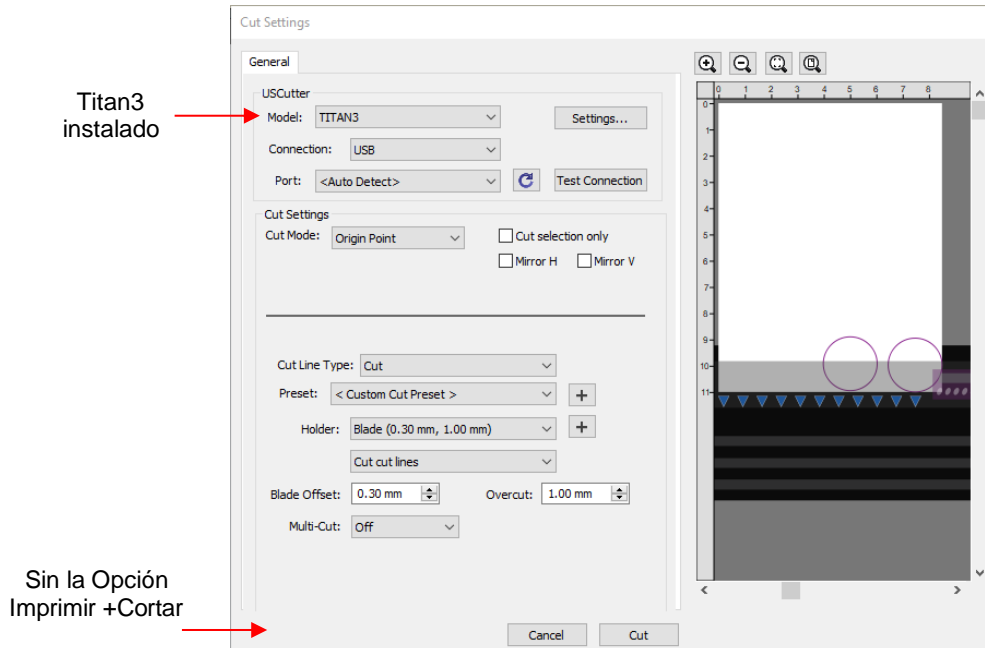 Cut Settings
General
Titan3
instalado
USCutter
Model: TITAN3 Settings...
Connection: USB
Port: <Auto Detect> Test Connection
Cut Settings
Cut Mode: Origin Point Cut selection only
Mirror H Mirror V
Cut Line Type: Cut
Preset: < Custom Cut Preset > +
Holder: Blade (0.30 mm, 1.00 mm) +
Cut cut lines
Blade Offset: 0.30 mm Overcut: 1.00 mm
Multi-Cut: Off
Sin la Opción
Imprimir +Cortar
Cancel Cut
0 1 2 3 4 5 6 7 8
0
1
2
3
4
5
6
7
8
9
10
11